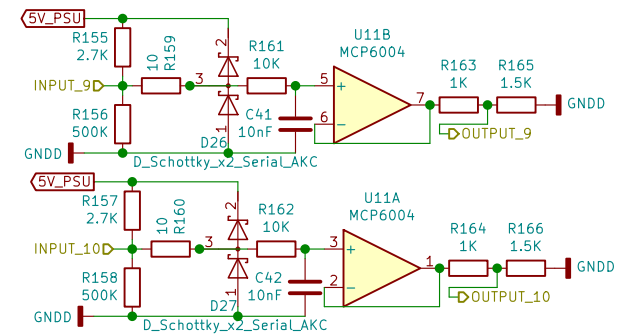 5V_PSU
R155
2.7K
10
R159
2
R161
10K
U11B
MCP6004
R163
1K
R165
1.5K
INPUT_9
3
5
+
7
GNDD
R156
500K
C41
10nF
6
−
OUTPUT_9
1
D26
GNDD
D_Schottky_x2_Serial_AKC
5V_PSU
R157
2.7K
10
R160
2
R162
10K
U11A
MCP6004
R164
1K
R166
1.5K
INPUT_10
3
3
+
1
GNDD
R158
500K
C42
10nF
2
−
OUTPUT_10
1
D27
GNDD
D_Schottky_x2_Serial_AKC